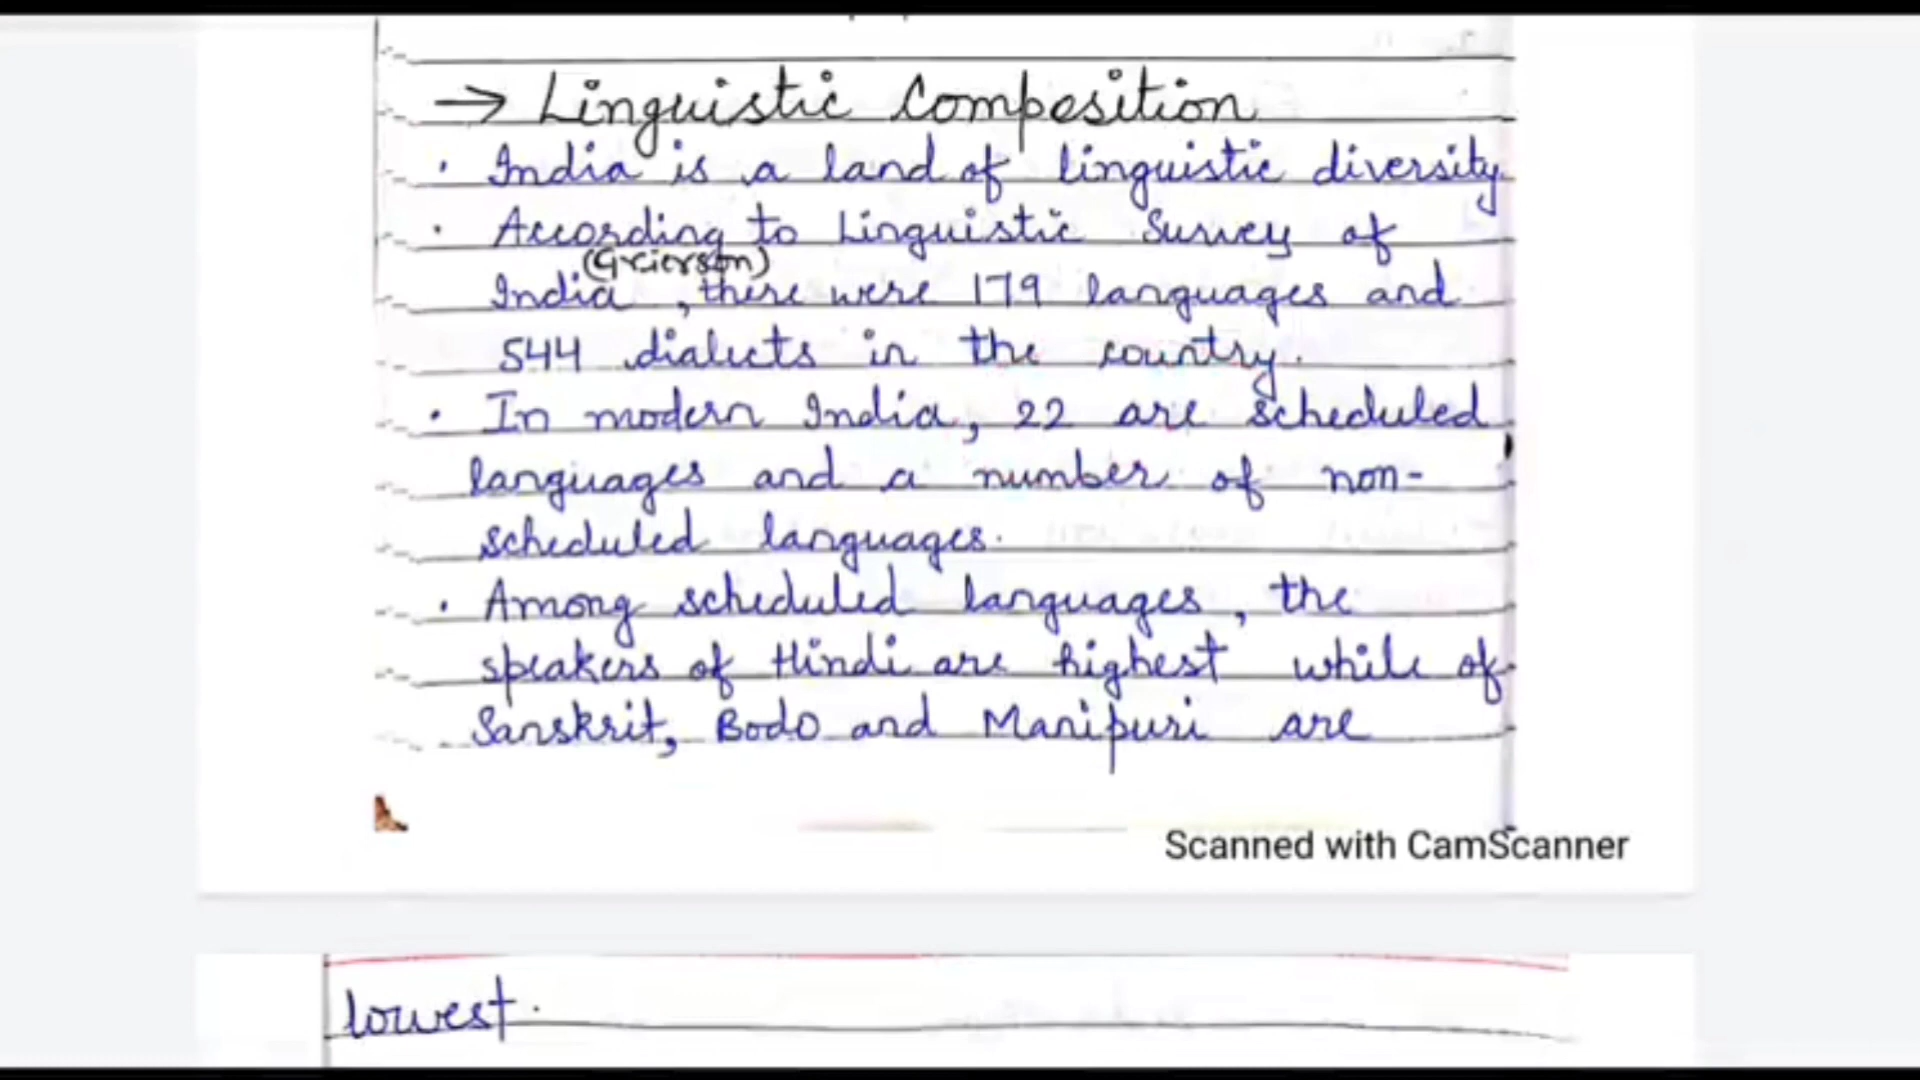 → Linguistic Composition
· India is a land of linguistic diversity.
· According to Linguistic Survey of
(Grierson)
India, there were 179 languages and
544 dialects in the country.
· In modern India, 22 are scheduled
languages and a number of non-
scheduled languages.
· Among scheduled languages, the
speakers of Hindi are highest while of
Sanskrit, Bodo and Manipuri are
Scanned with CamScanner
lowest.